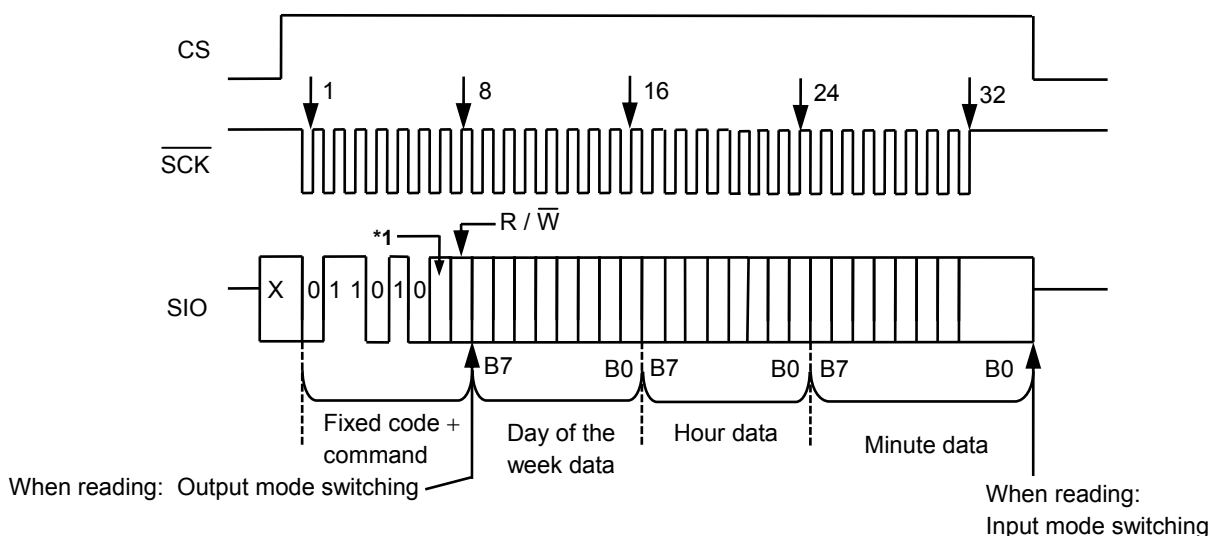 CS
1 8 16 24 32
SCK
R / W
*1
X 0 1 1 0 1 0
SIO
B7 B0 B7 B0 B7 B0
Fixed code +
command
Day of the
week data
Hour data
Minute data
When reading: Output mode switching
When reading:
Input mode switching